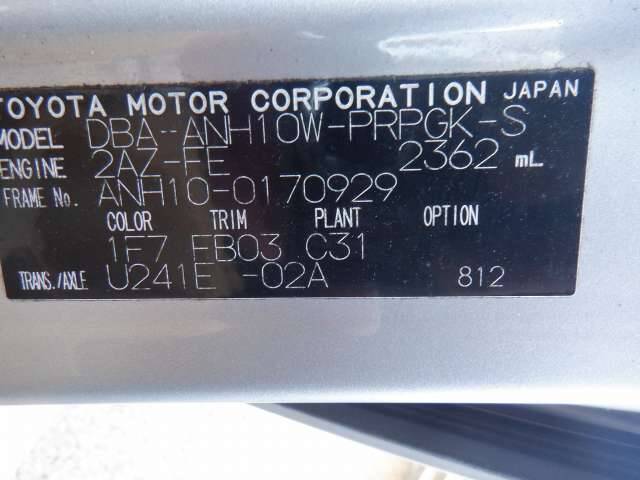 TOYOTA MOTOR CORPORATION JAPAN
MODEL DBA-ANH10W-PRPGK-S
ENGINE 2AZ-FE 2362 mL
FRAME No. ANH10-0170929
COLOR TRIM PLANT OPTION
1F7 FB03 C31
TRANS./AXLE U241E -02A 812